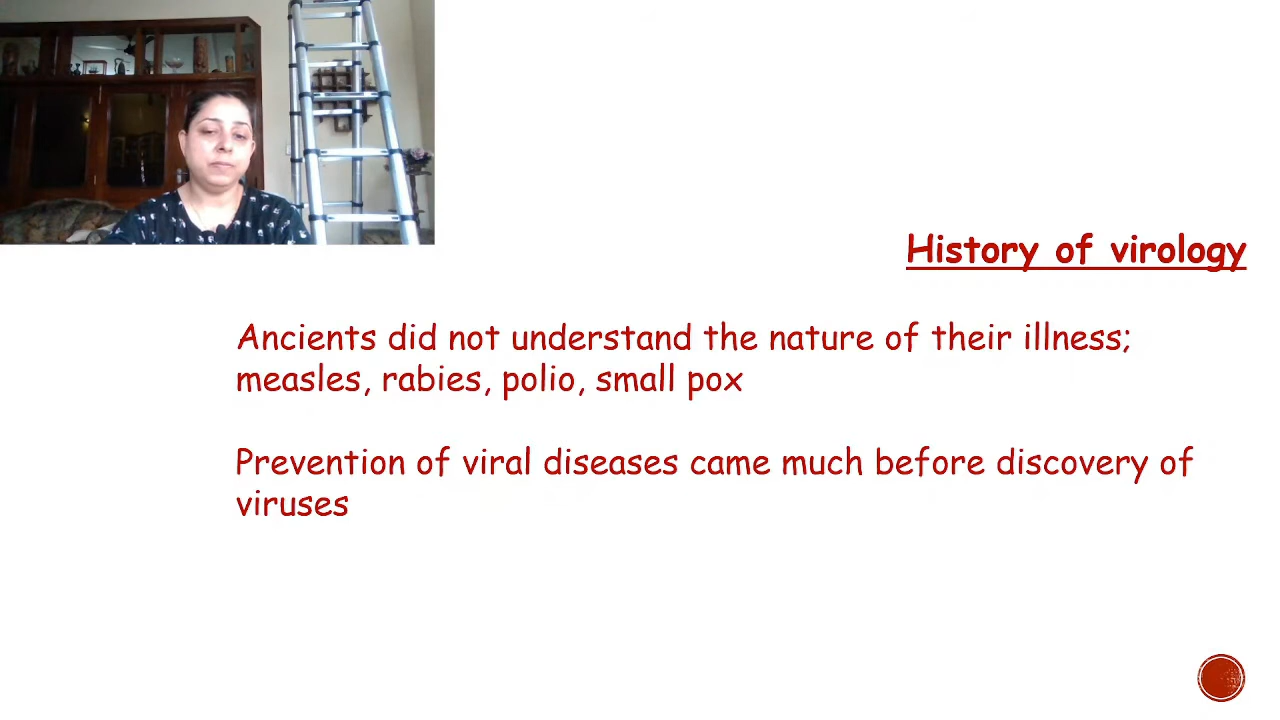 History of virology
Ancients did not understand the nature of their illness;
measles, rabies, polio, small pox
Prevention of viral diseases came much before discovery of
viruses